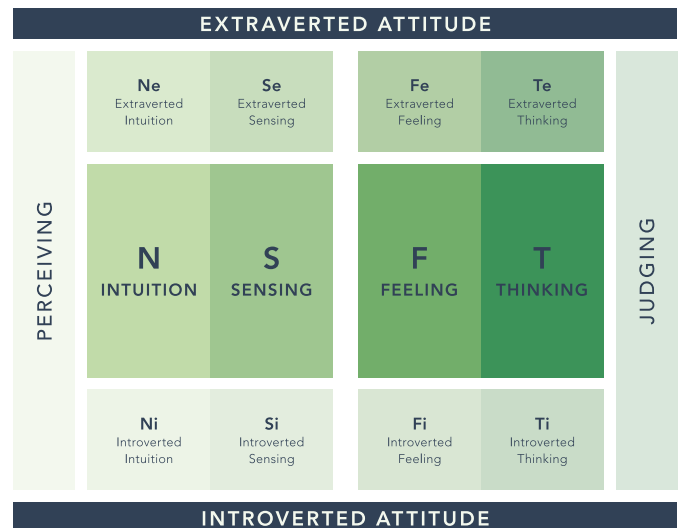 EXTRAVERTED ATTITUDE
PERCEIVING
Ne
Extraverted
Intuition
Se
Extraverted
Sensing
Fe
Extraverted
Feeling
Te
Extraverted
Thinking
N
INTUITION
S
SENSING
F
FEELING
T
THINKING
Ni
Introverted
Intuition
Si
Introverted
Sensing
Fi
Introverted
Feeling
Ti
Introverted
Thinking
JUDGING
INTROVERTED ATTITUDE